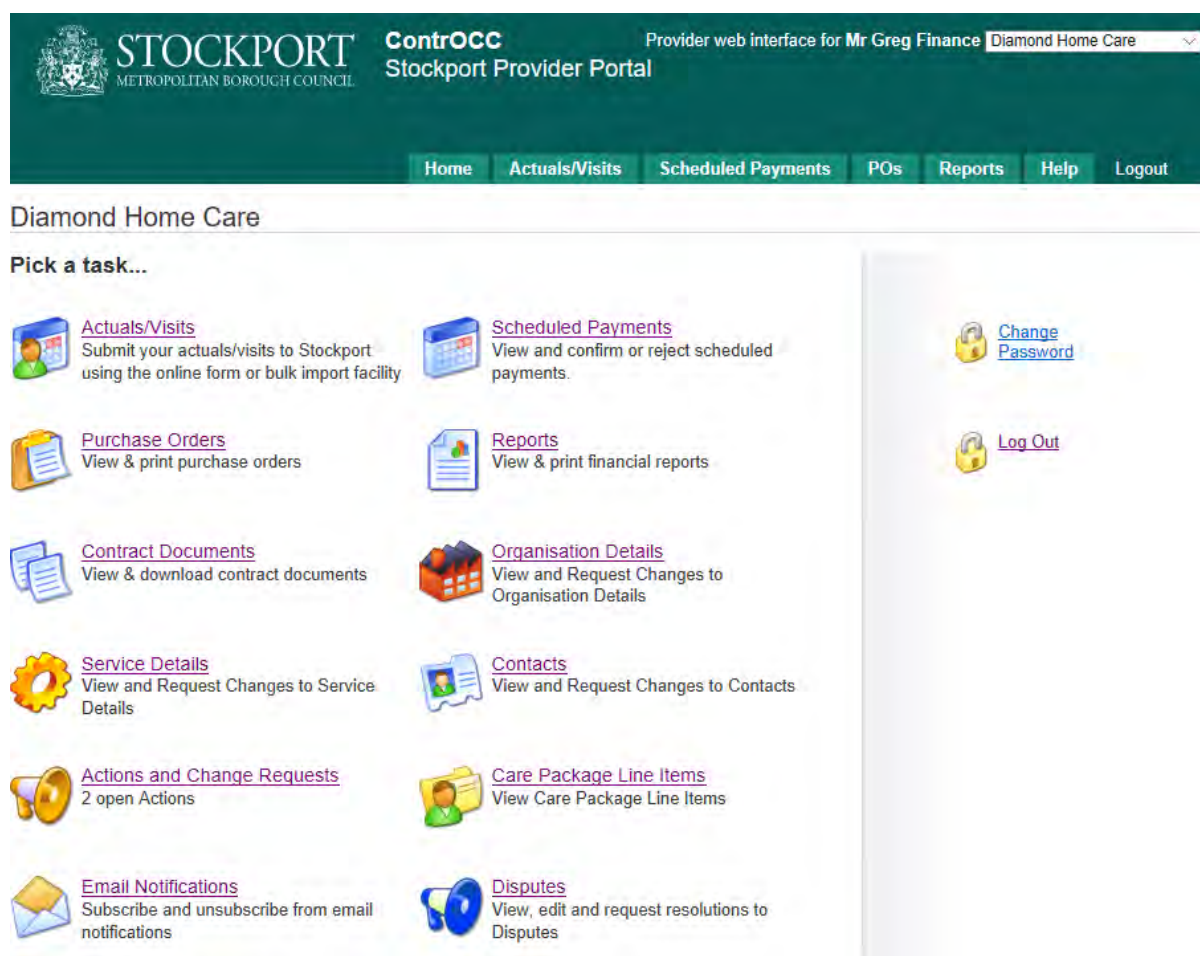 STOCKPORT
METROPOLITAN BOROUGH COUNCIL
ContrOCC
Stockport Provider Portal
Provider web interface for Mr Greg Finance Diamond Home Care
Home Actuals/Visits Scheduled Payments POs Reports Help Logout
Diamond Home Care
Pick a task...
Actuals/Visits
Submit your actuals/visits to Stockport
using the online form or bulk import facility
Scheduled Payments
View and confirm or reject scheduled
payments.
Change
Password
Purchase Orders
View & print purchase orders
Reports
View & print financial reports
Log Out
Contract Documents
View & download contract documents
Organisation Details
View and Request Changes to
Organisation Details
Service Details
View and Request Changes to Service
Details
Contacts
View and Request Changes to Contacts
Actions and Change Requests
2 open Actions
Care Package Line Items
View Care Package Line Items
Email Notifications
Subscribe and unsubscribe from email
notifications
Disputes
View, edit and request resolutions to
Disputes